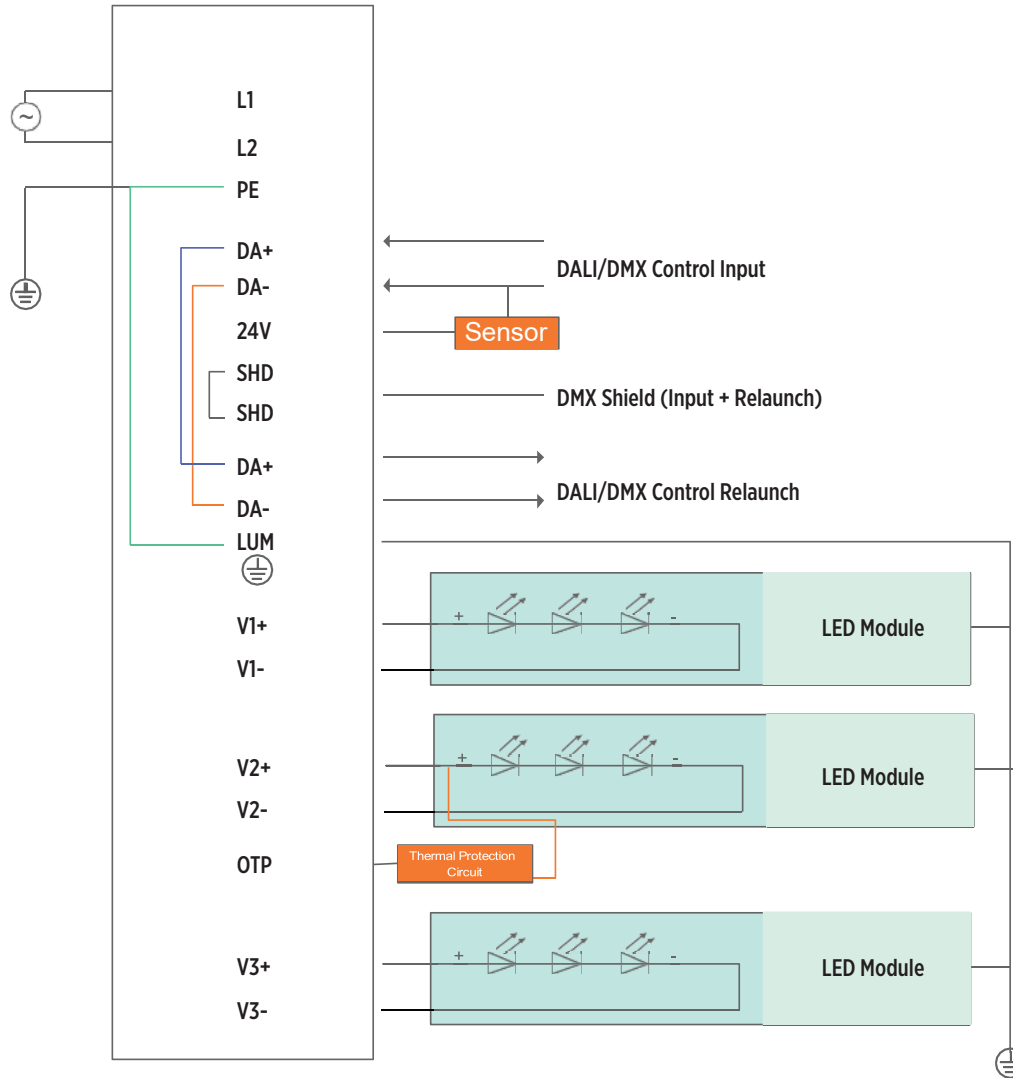 L1
~
L2
PE
DA+
DALI/DMX Control Input
DA-
24V
Sensor
SHD
DMX Shield (Input + Relaunch)
SHD
DA+
DALI/DMX Control Relaunch
DA-
LUM
V1+
+
-
LED Module
V1-
V2+
+
-
LED Module
V2-
OTP
Thermal Protection
Circuit
V3+
+
-
LED Module
V3-